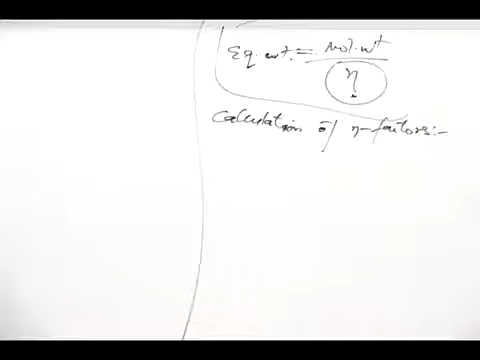 Eq. wt. = Mol. wt
η
Calculation of η-factors:-